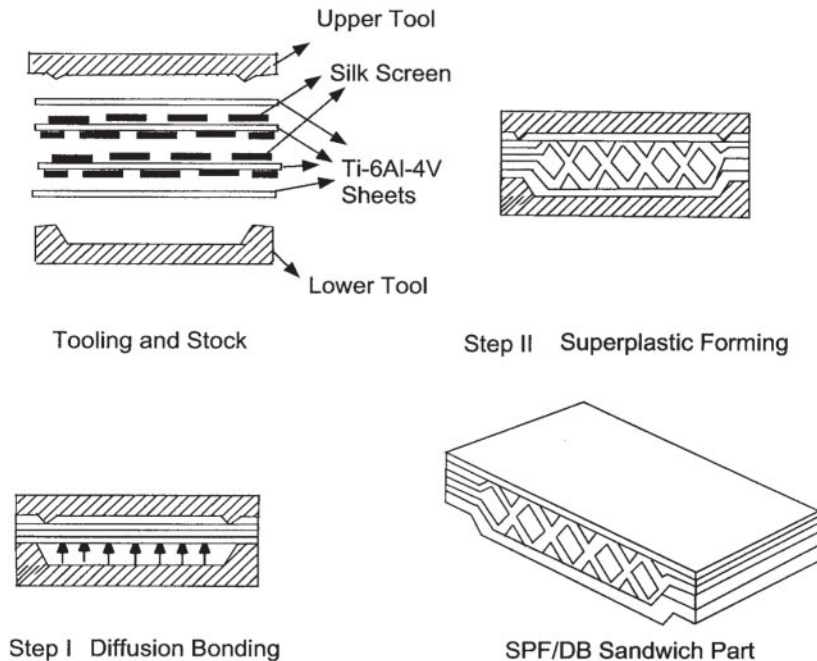 Upper Tool
Silk Screen
Ti-6Al-4V
Sheets
Lower Tool
Tooling and Stock
Step II Superplastic Forming
Step I Diffusion Bonding
SPF/DB Sandwich Part